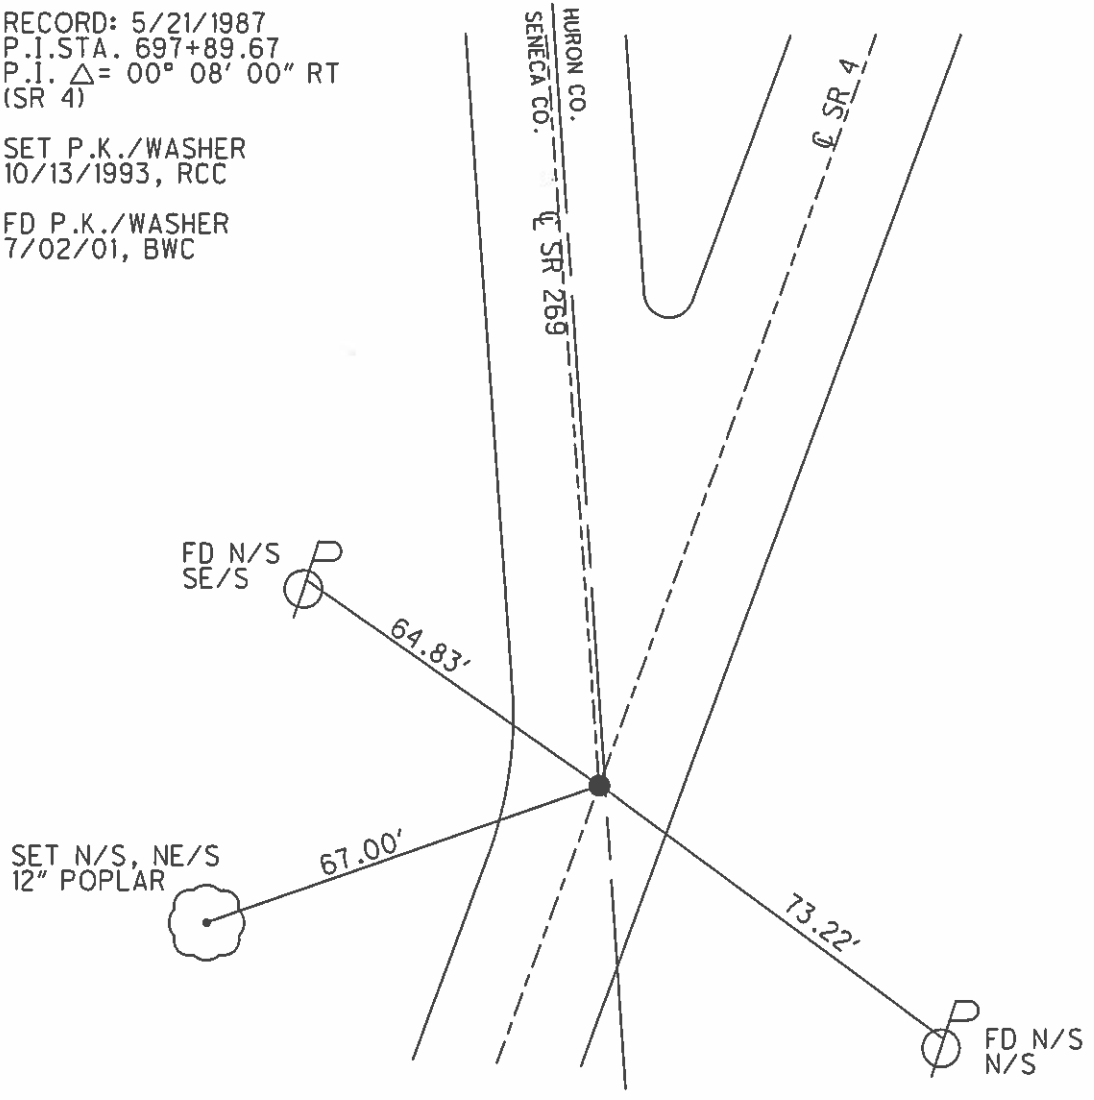 RECORD: 5/21/1987
P.I.STA. 697+89.67
P.I. △= 00° 08' 00" RT
(SR 4)
SET P.K./WASHER
10/13/1993, RCC
FD P.K./WASHER
7/02/01, BWC
HURON CO.
SENECA CO.
℄ SR 269
℄ SR 4
FD N/S
SE/S
64.83'
SET N/S, NE/S
12" POPLAR
67.00'
73.22'
FD N/S
N/S